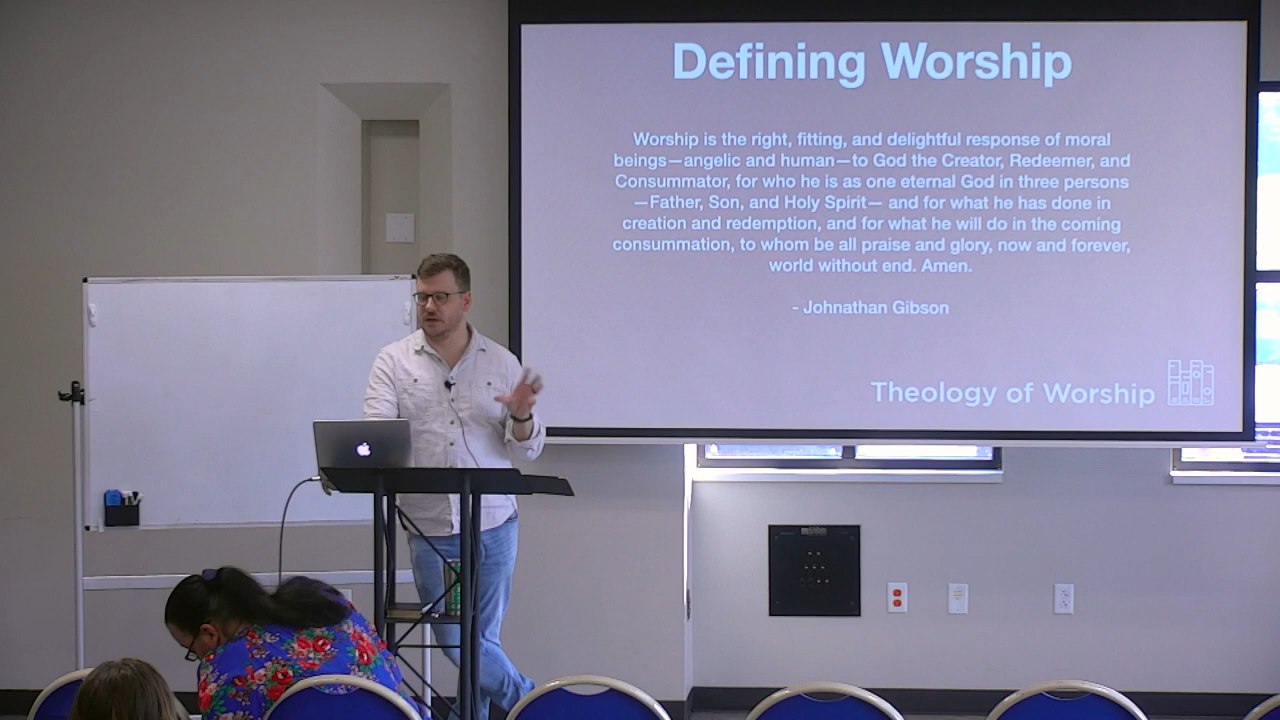 Defining Worship
Worship is the right, fitting, and delightful response of moral
beings—angelic and human—to God the Creator, Redeemer, and
Consummator, for who he is as one eternal God in three persons
—Father, Son, and Holy Spirit— and for what he has done in
creation and redemption, and for what he will do in the coming
consummation, to whom be all praise and glory, now and forever,
world without end. Amen.
- Johnathan Gibson
Theology of Worship